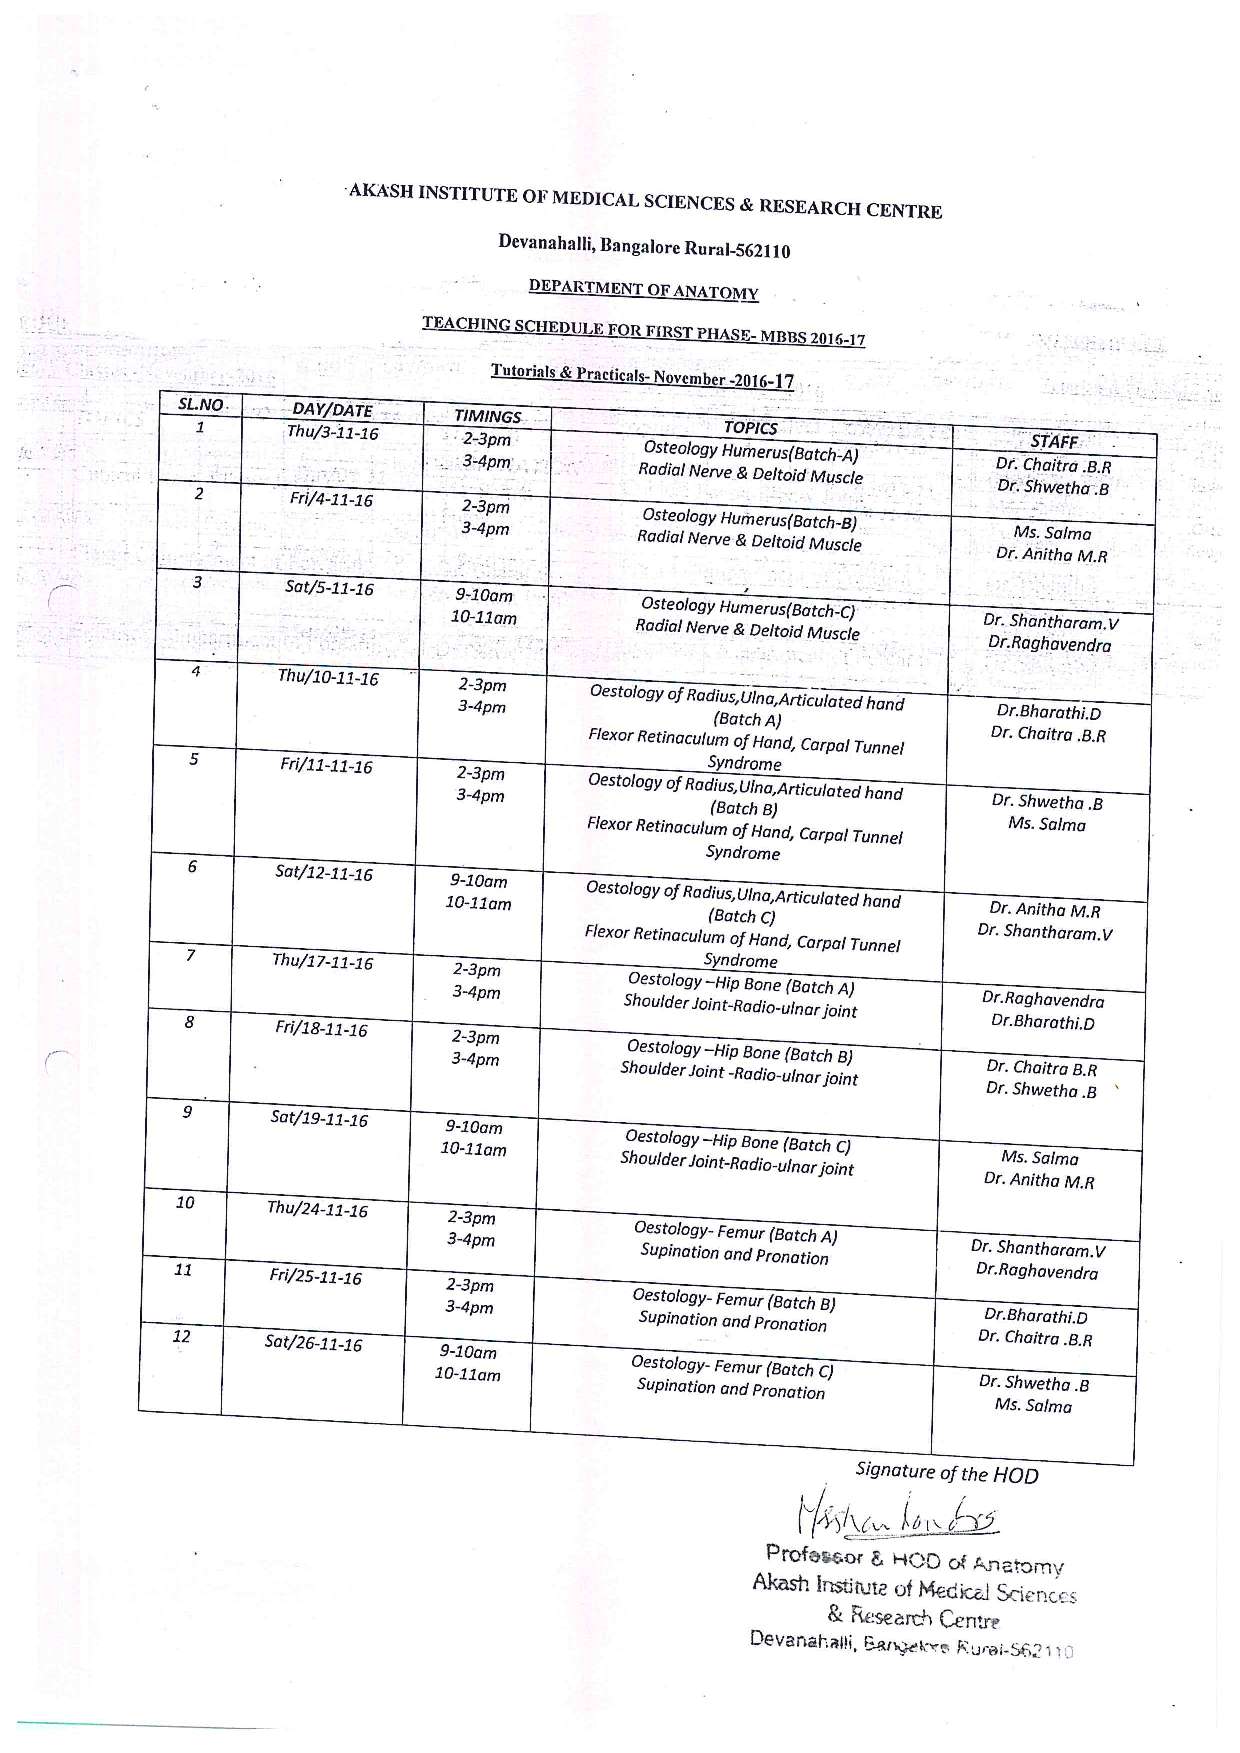 AKASH INSTITUTE OF MEDICAL SCIENCES & RESEARCH CENTRE
Devanahalli, Bangalore Rural-562110
DEPARTMENT OF ANATOMY
TEACHING SCHEDULE FOR FIRST PHASE- MBBS 2016-17
Tutorials & Practicals- November -2016-17
SL.NO DAY/DATE TIMINGS TOPICS STAFF
1 Thu/3-11-16 2-3pm Osteology Humerus(Batch-A) Dr. Chaitra .B.R
3-4pm Radial Nerve & Deltoid Muscle Dr. Shwetha .B
2 Fri/4-11-16 2-3pm Osteology Humerus(Batch-B) Ms. Salma
3-4pm Radial Nerve & Deltoid Muscle Dr. Anitha M.R
3 Sat/5-11-16 9-10am Osteology Humerus(Batch-C) Dr. Shantharam.V
10-11am Radial Nerve & Deltoid Muscle Dr.Raghavendra
4 Thu/10-11-16 2-3pm Oestology of Radius,Ulna,Articulated hand Dr.Bharathi.D
3-4pm (Batch A) Dr. Chaitra .B.R
Flexor Retinaculum of Hand, Carpal Tunnel
Syndrome
5 Fri/11-11-16 2-3pm Oestology of Radius,Ulna,Articulated hand Dr. Shwetha .B
3-4pm (Batch B) Ms. Salma
Flexor Retinaculum of Hand, Carpal Tunnel
Syndrome
6 Sat/12-11-16 9-10am Oestology of Radius,Ulna,Articulated hand Dr. Anitha M.R
10-11am (Batch C) Dr. Shantharam.V
Flexor Retinaculum of Hand, Carpal Tunnel
Syndrome
7 Thu/17-11-16 2-3pm Oestology –Hip Bone (Batch A) Dr.Raghavendra
3-4pm Shoulder Joint-Radio-ulnar joint Dr.Bharathi.D
8 Fri/18-11-16 2-3pm Oestology –Hip Bone (Batch B) Dr. Chaitra B.R
3-4pm Shoulder Joint -Radio-ulnar joint Dr. Shwetha .B
9 Sat/19-11-16 9-10am Oestology –Hip Bone (Batch C) Ms. Salma
10-11am Shoulder Joint-Radio-ulnar joint Dr. Anitha M.R
10 Thu/24-11-16 2-3pm Oestology- Femur (Batch A) Dr. Shantharam.V
3-4pm Supination and Pronation Dr.Raghavendra
11 Fri/25-11-16 2-3pm Oestology- Femur (Batch B) Dr.Bharathi.D
3-4pm Supination and Pronation Dr. Chaitra .B.R
12 Sat/26-11-16 9-10am Oestology- Femur (Batch C) Dr. Shwetha .B
10-11am Supination and Pronation Ms. Salma
Signature of the HOD
Professor & HOD of Anatomy
Akash Institute of Medical Sciences
& Research Centre
Devanahalli, Bangalore Rural-562110